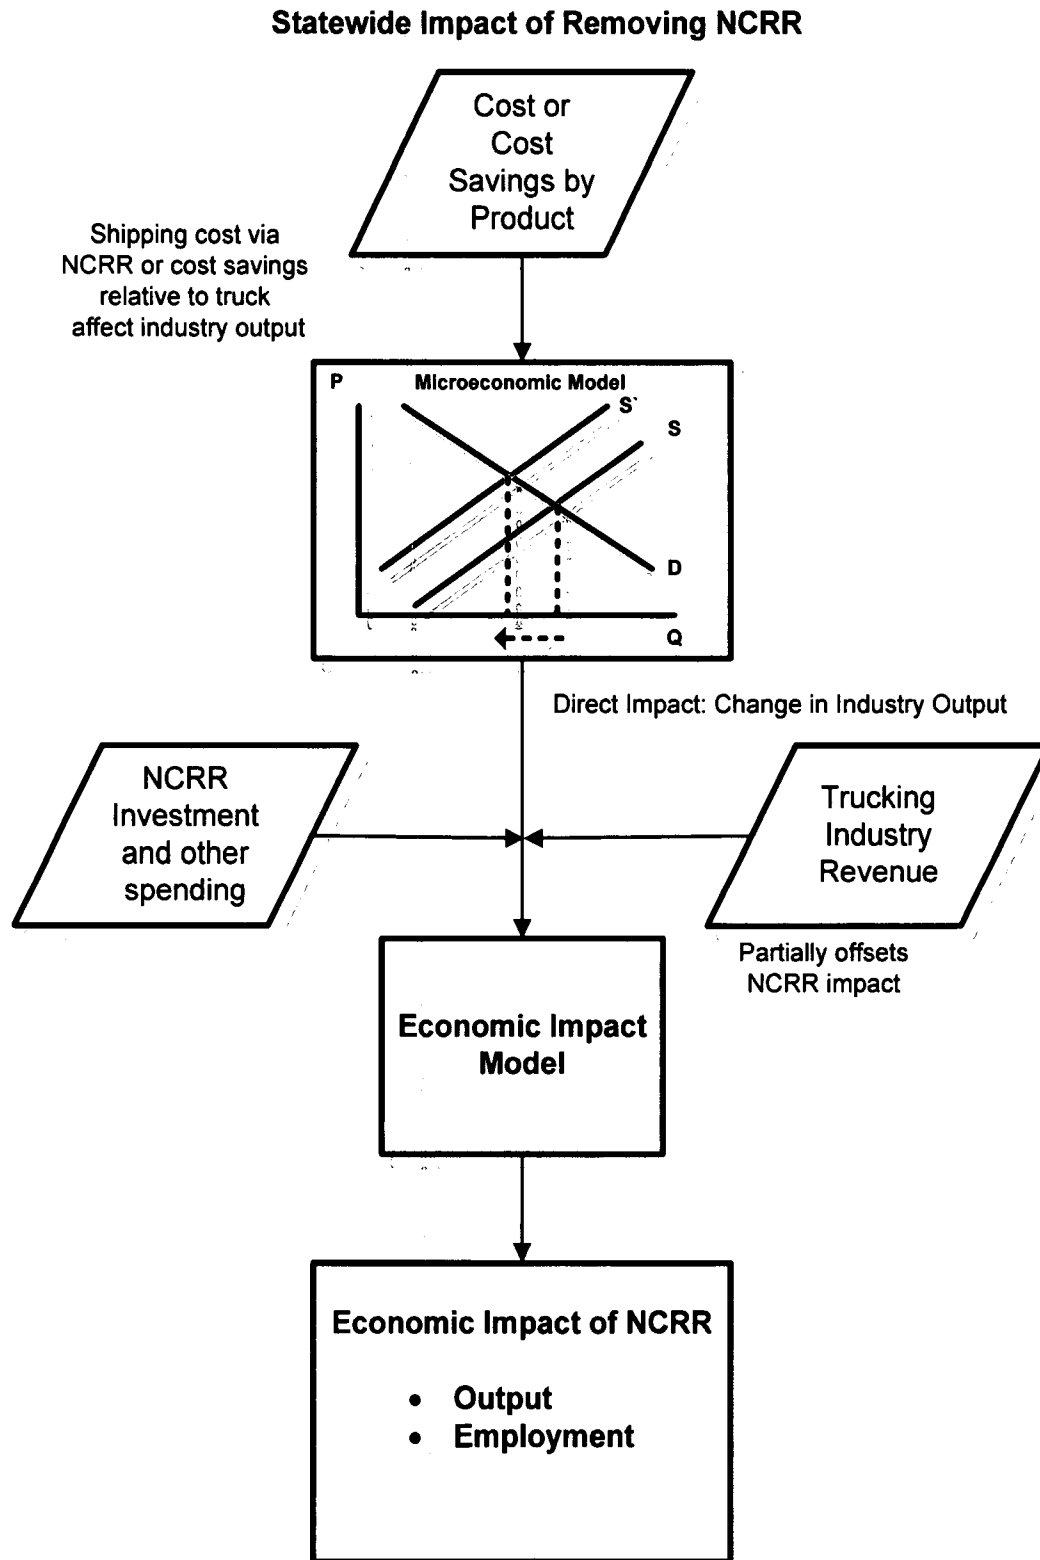 Statewide Impact of Removing NCRR
Cost or
Cost
Savings by
Product
Shipping cost via
NCRR or cost savings
relative to truck
affect industry output
P
Microeconomic Model
S`
S
D
Q
Direct Impact: Change in Industry Output
NCRR
Investment
and other
spending
Trucking
Industry
Revenue
Partially offsets
NCRR impact
Economic Impact
Model
Economic Impact of NCRR
• Output
• Employment